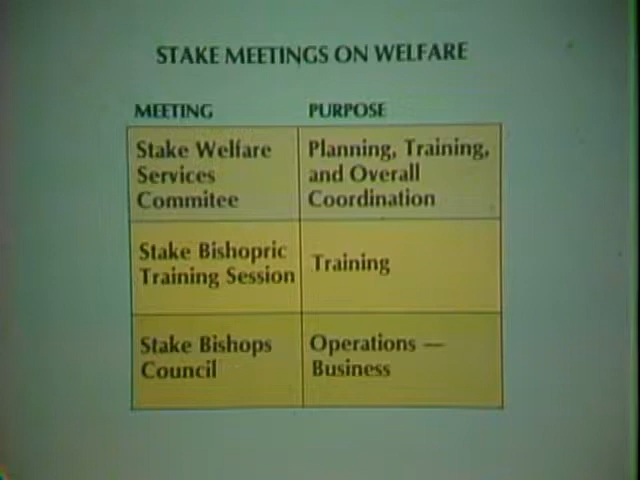 STAKE MEETINGS ON WELFARE
MEETING PURPOSE
Stake Welfare
Services
Commitee
Planning, Training,
and Overall
Coordination
Stake Bishopric
Training Session
Training
Stake Bishops
Council
Operations —
Business